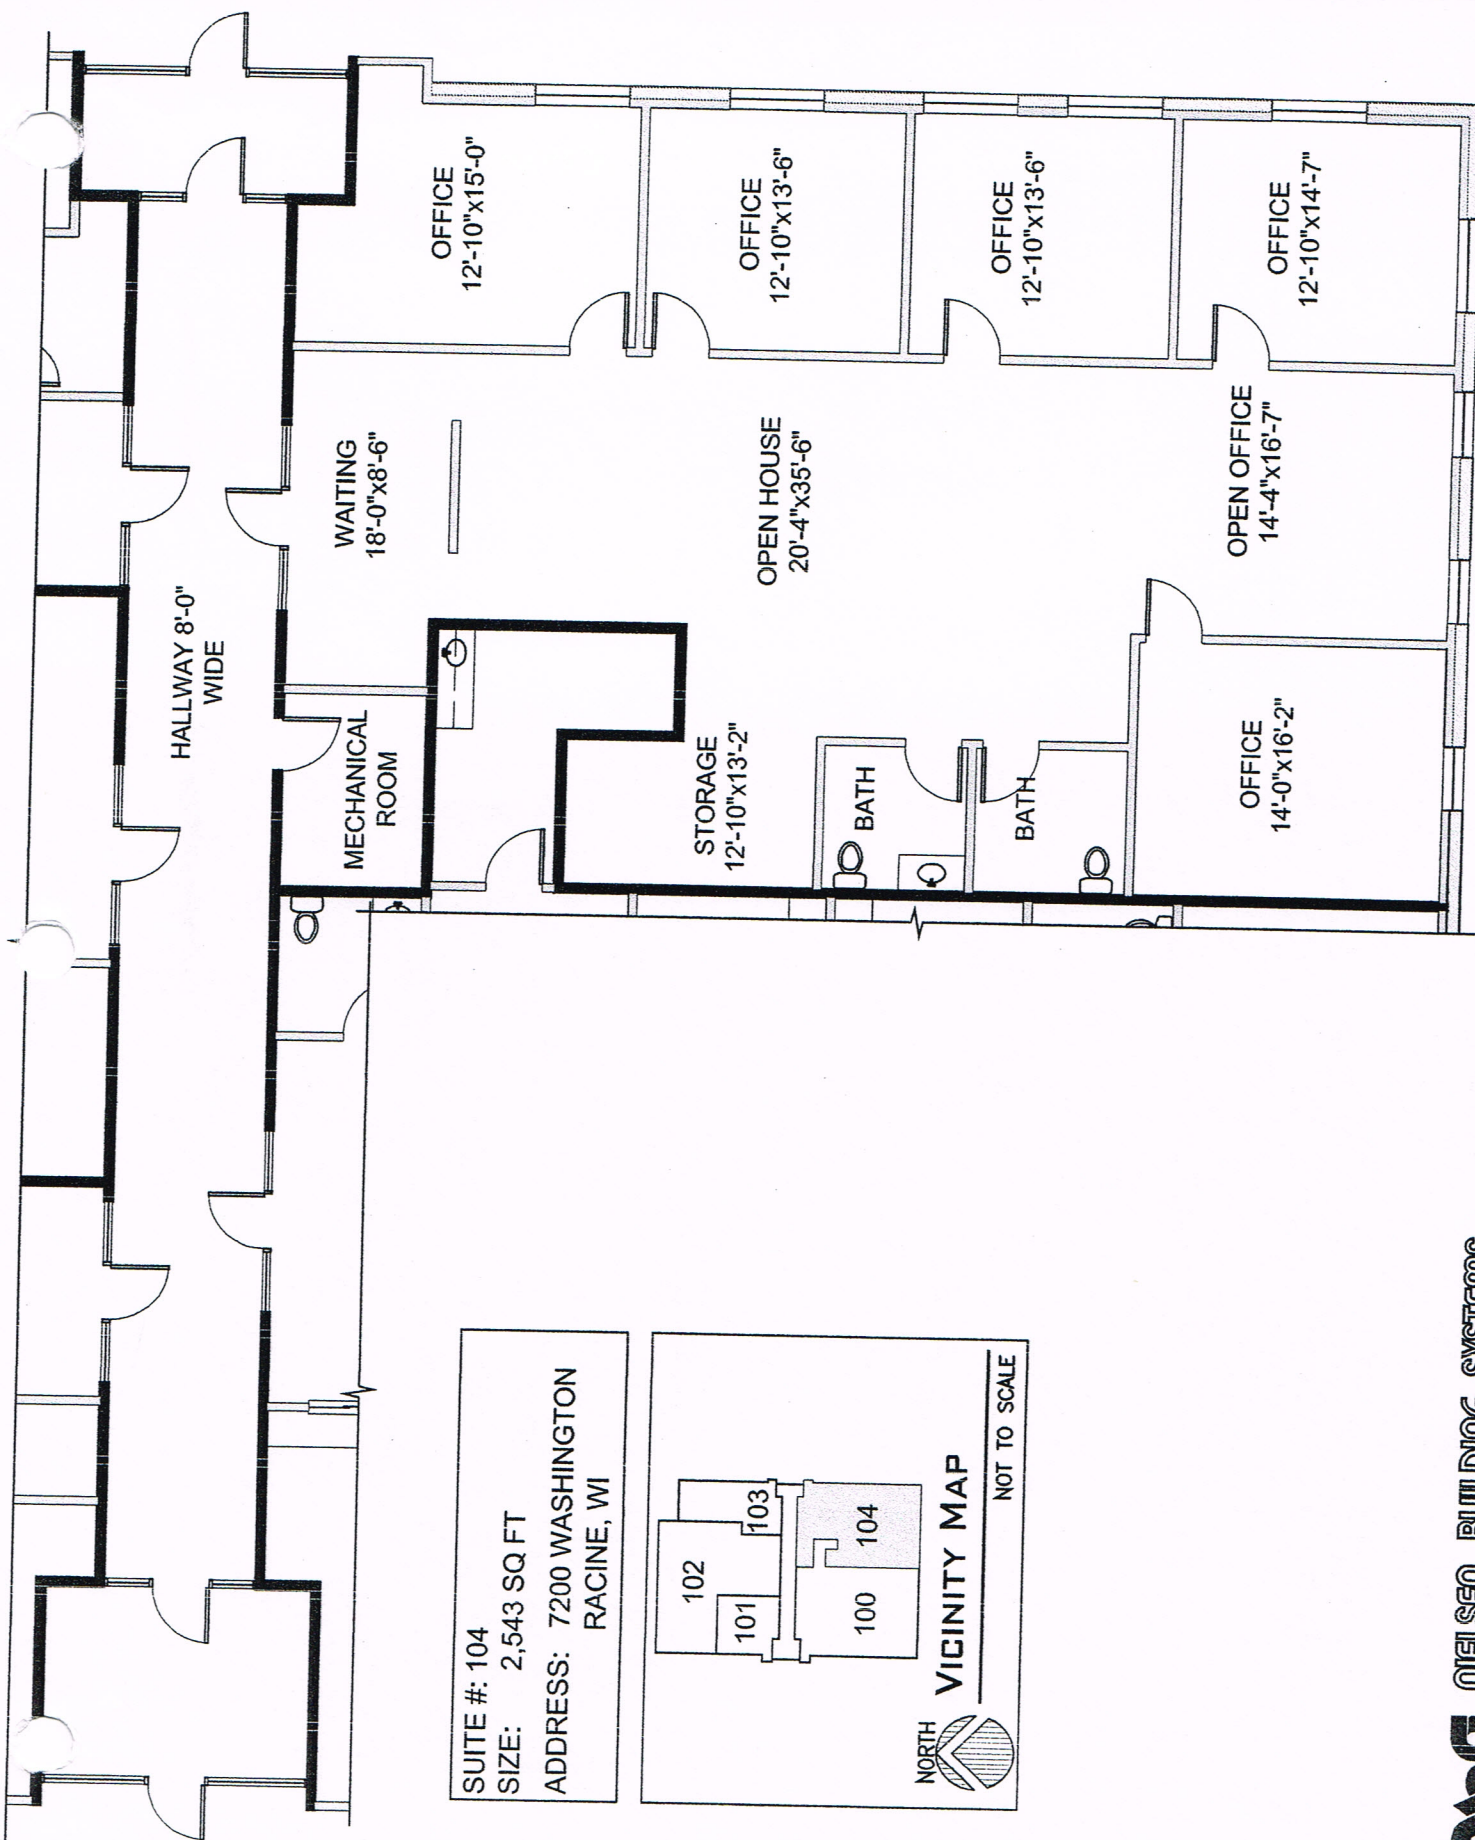 HALLWAY 8'-0"
WIDE
OFFICE
12'-10"x15'-0"
WAITING
18'-0"x8'-6"
MECHANICAL
ROOM
OFFICE
12'-10"x13'-6"
OPEN HOUSE
20'-4"x35'-6"
STORAGE
12'-10"x13'-2"
BATH
OFFICE
12'-10"x13'-6"
BATH
OFFICE
12'-10"x14'-7"
OPEN OFFICE
14'-4"x16'-7"
OFFICE
14'-0"x16'-2"
SUITE #: 104
SIZE: 2,543 SQ FT
ADDRESS: 7200 WASHINGTON
RACINE, WI
102
103
101
104
100
NORTH
VICINITY MAP
NOT TO SCALE